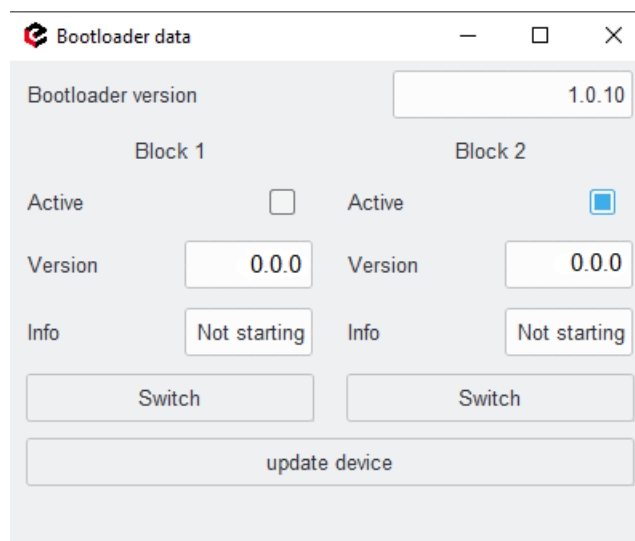 Bootloader data
Bootloader version 1.0.10
Block 1 Block 2
Active Active
Version 0.0.0 Version 0.0.0
Info Not starting Info Not starting
Switch Switch
update device